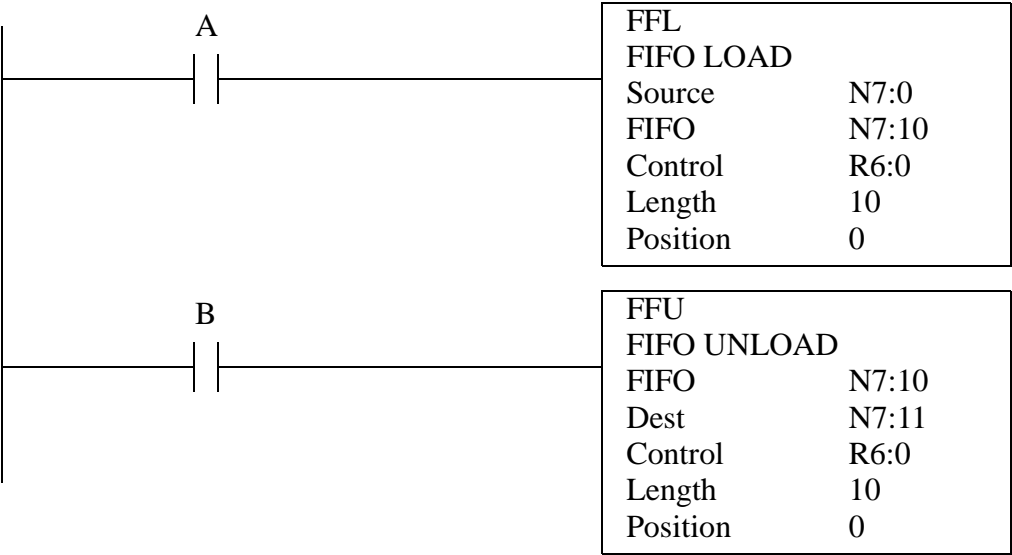 A
FFL
FIFO LOAD
Source N7:0
FIFO N7:10
Control R6:0
Length 10
Position 0
B
FFU
FIFO UNLOAD
FIFO N7:10
Dest N7:11
Control R6:0
Length 10
Position 0